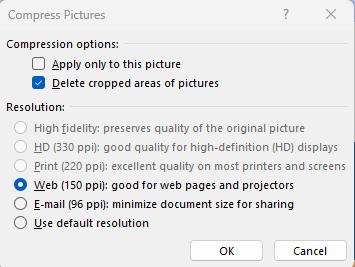 Compress Pictures
?
Compression options:
Apply only to this picture
Delete cropped areas of pictures
Resolution:
High fidelity: preserves quality of the original picture
HD (330 ppi): good quality for high-definition (HD) displays
Print (220 ppi): excellent quality on most printers and screens
Web (150 ppi): good for web pages and projectors
E-mail (96 ppi): minimize document size for sharing
Use default resolution
OK Cancel